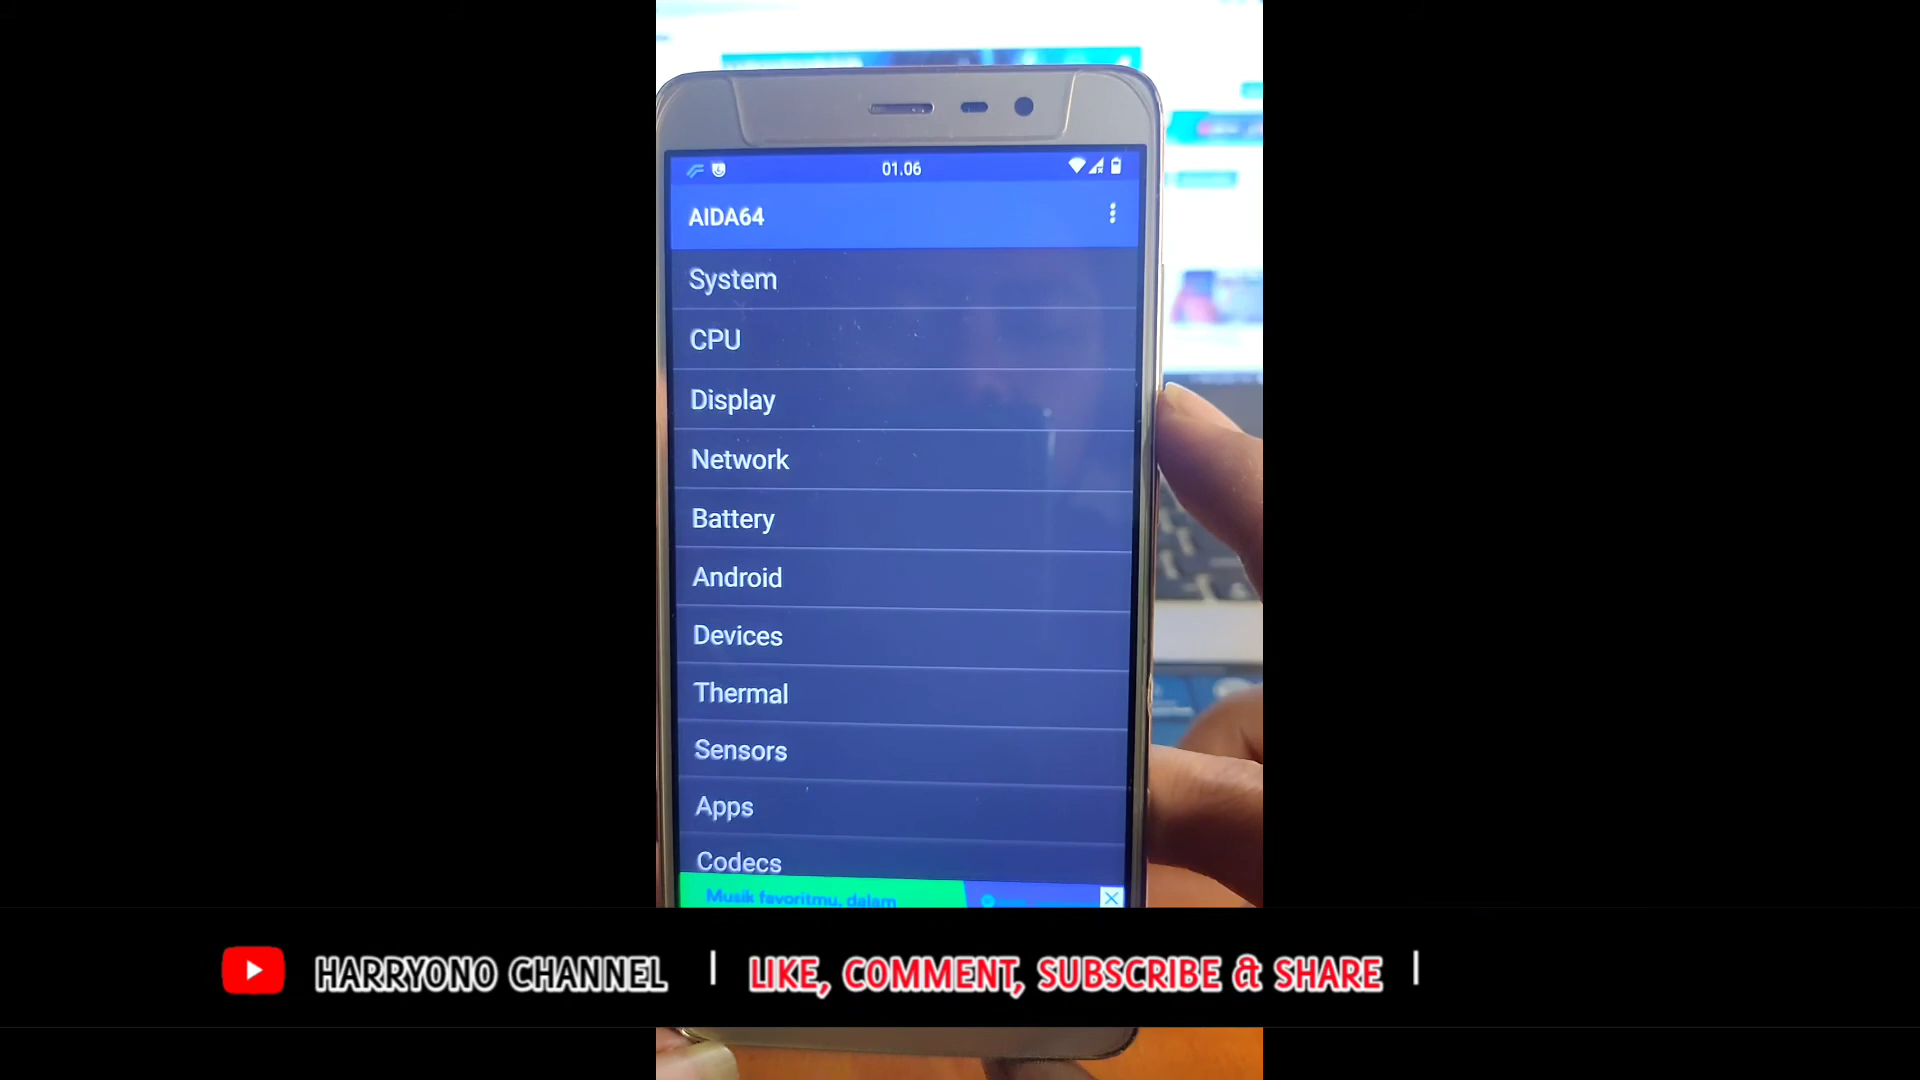 01.06
AIDA64
System
CPU
Display
Network
Battery
Android
Devices
Thermal
Sensors
Apps
Codecs
Musik favoritmu, dalam
HARRYONO CHANNEL | LIKE, COMMENT, SUBSCRIBE & SHARE |